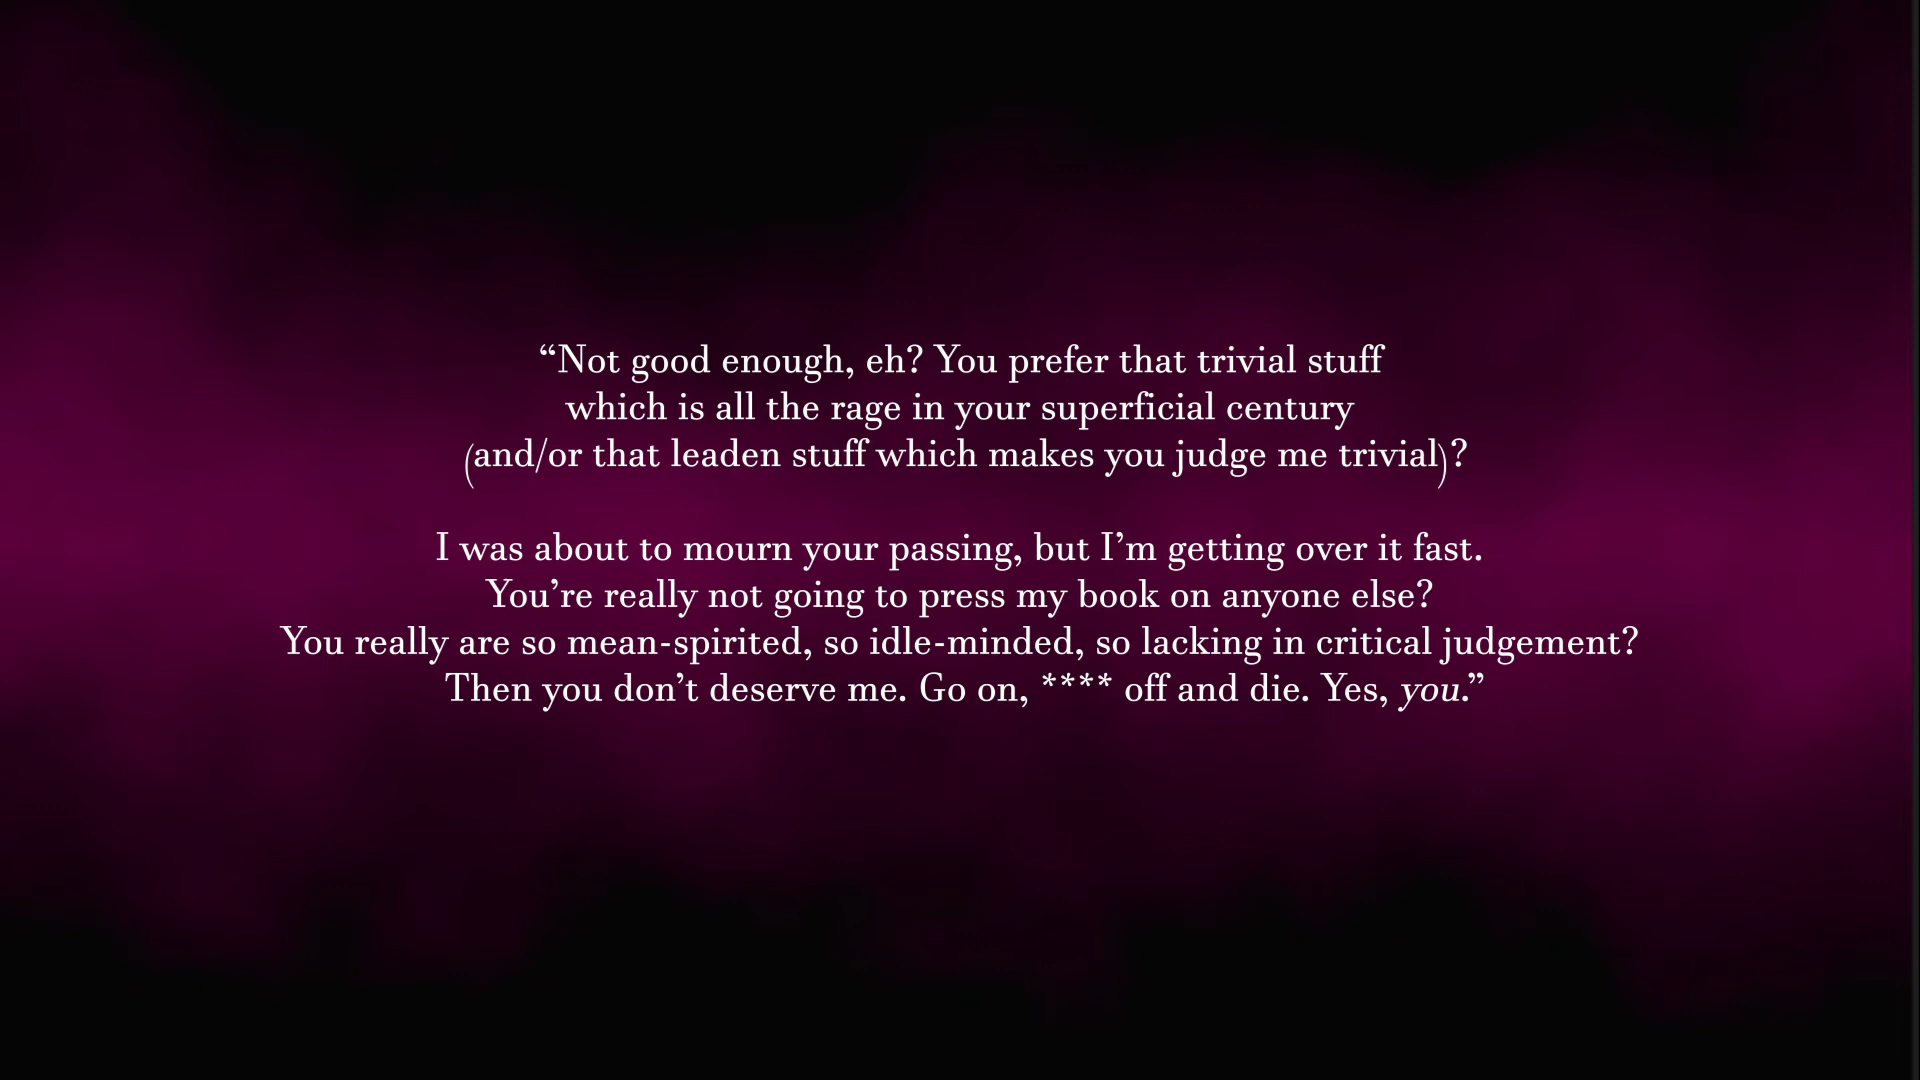 “Not good enough, eh? You prefer that trivial stuff
which is all the rage in your superficial century
(and/or that leaden stuff which makes you judge me trivial)?
I was about to mourn your passing, but I’m getting over it fast.
You’re really not going to press my book on anyone else?
You really are so mean-spirited, so idle-minded, so lacking in critical judgement?
Then you don’t deserve me. Go on, **** off and die. Yes, you.”